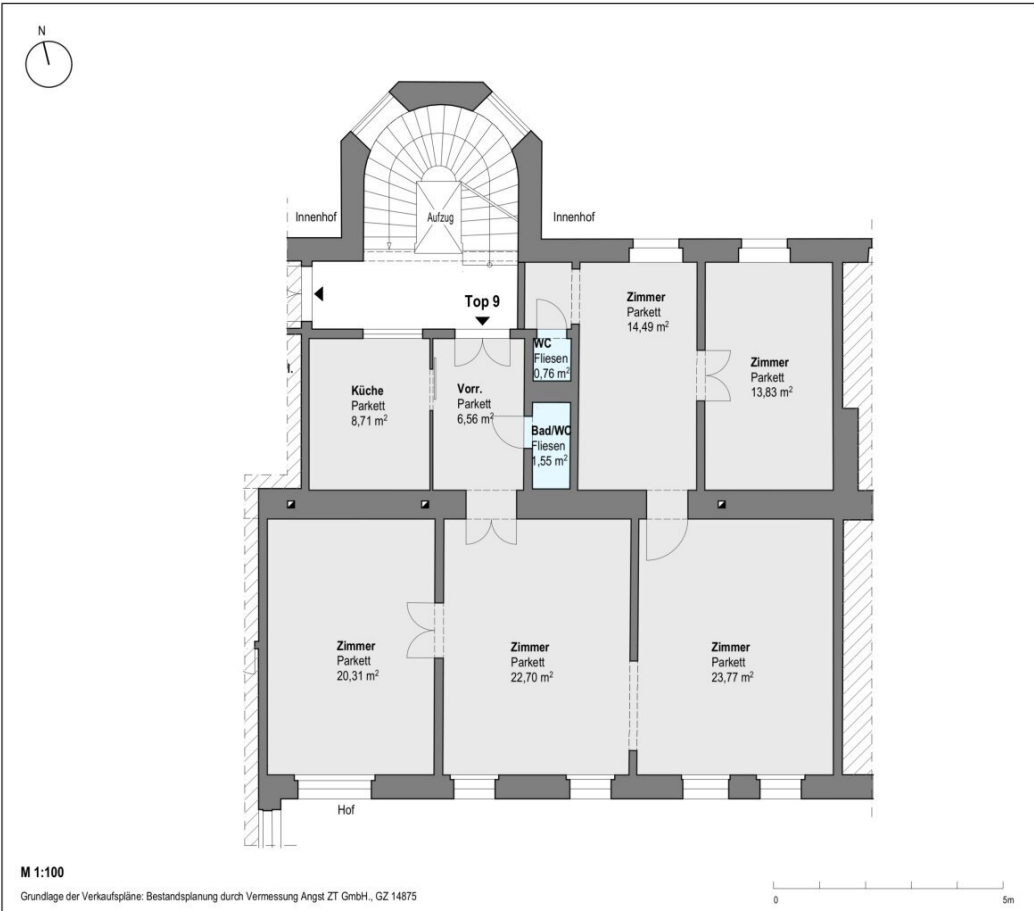 N
Innenhof
Aufzug
Innenhof
Top 9
Zimmer
Parkett
14,49 m²
Zimmer
Parkett
13,83 m²
WC
Fliesen
0,76 m²
Küche
Parkett
8,71 m²
Vorr.
Parkett
6,56 m²
Bad/WC
Fliesen
1,55 m²
Zimmer
Parkett
20,31 m²
Zimmer
Parkett
22,70 m²
Zimmer
Parkett
23,77 m²
Hof
M 1:100
Grundlage der Verkaufspläne: Bestandsplanung durch Vermessung Angst ZT GmbH., GZ 14875
0
5m